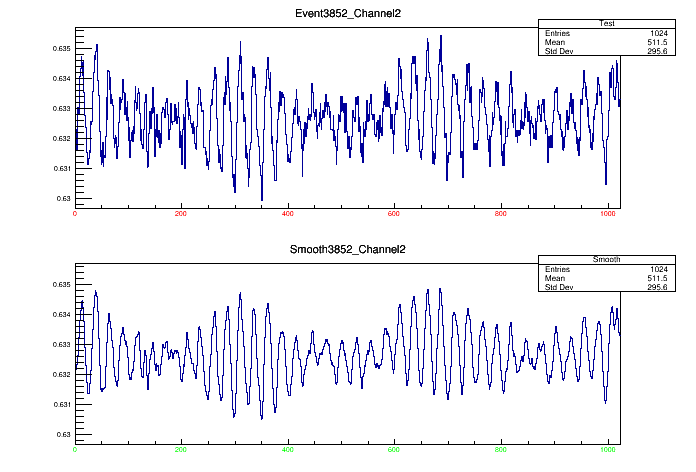 Event3852_Channel2
Test
Entries 1024
Mean 511.5
Std Dev 295.6
0.635
0.634
0.633
0.632
0.631
0.63
0 200 400 600 800 1000
Smooth3852_Channel2
Smooth
Entries 1024
Mean 511.5
Std Dev 295.6
0.635
0.634
0.633
0.632
0.631
0.63
0 200 400 600 800 1000